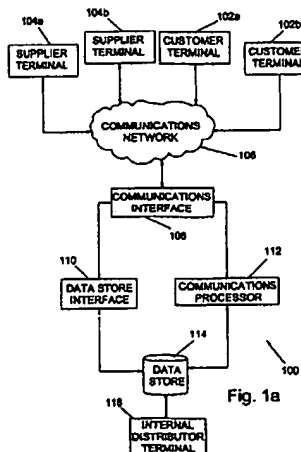 104a
104b
102a
102b
SUPPLIER
TERMINAL
SUPPLIER
TERMINAL
CUSTOMER
TERMINAL
CUSTOMER
TERMINAL
COMMUNICATIONS
NETWORK
106
COMMUNICATIONS
INTERFACE
108
110
112
DATA STORE
INTERFACE
COMMUNICATIONS
PROCESSOR
114
DATA
STORE
100
Fig. 1a
116
INTERNAL
DISTRIBUTOR
TERMINAL